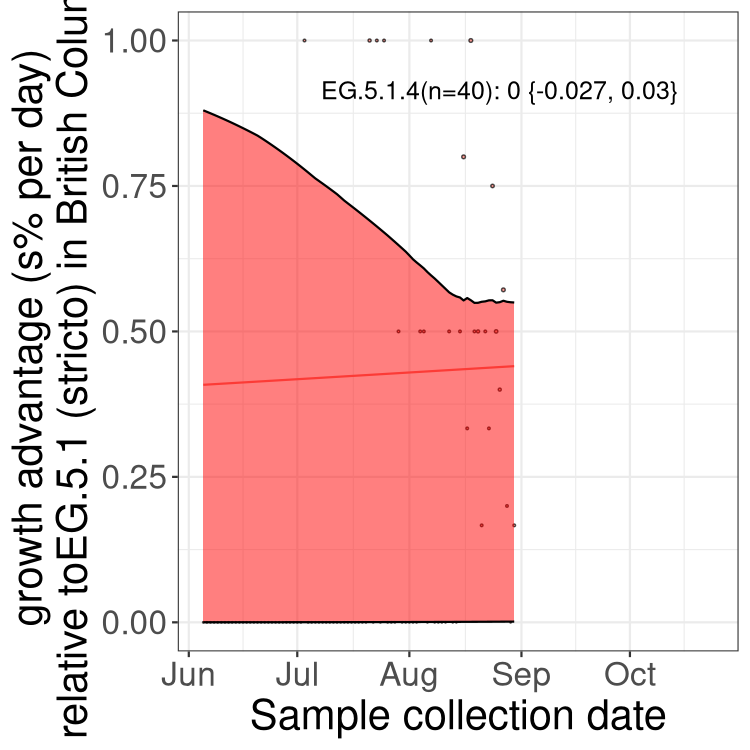 growth advantage (s% per day)
relative toEG.5.1 (stricto) in British
1.00
0.75
0.50
0.25
0.00
EG.5.1.4(n=40): 0 {-0.027, 0.03}
Jun Jul Aug Sep Oct
Sample collection date